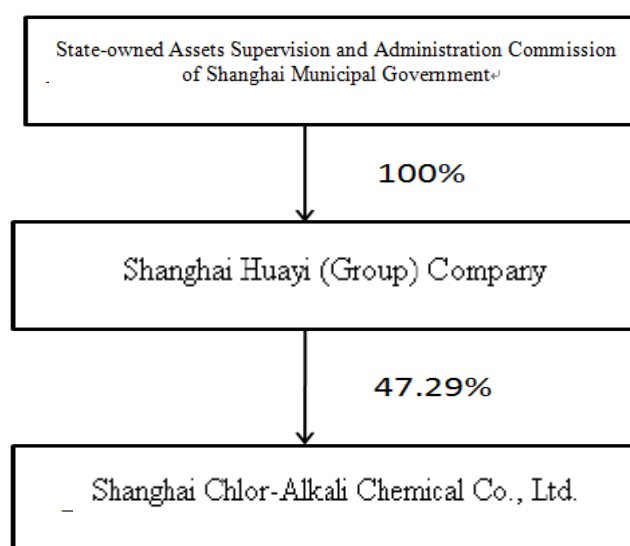 State-owned Assets Supervision and Administration Commission
of Shanghai Municipal Government↵
100%
Shanghai Huayi (Group) Company
47.29%
Shanghai Chlor-Alkali Chemical Co., Ltd.